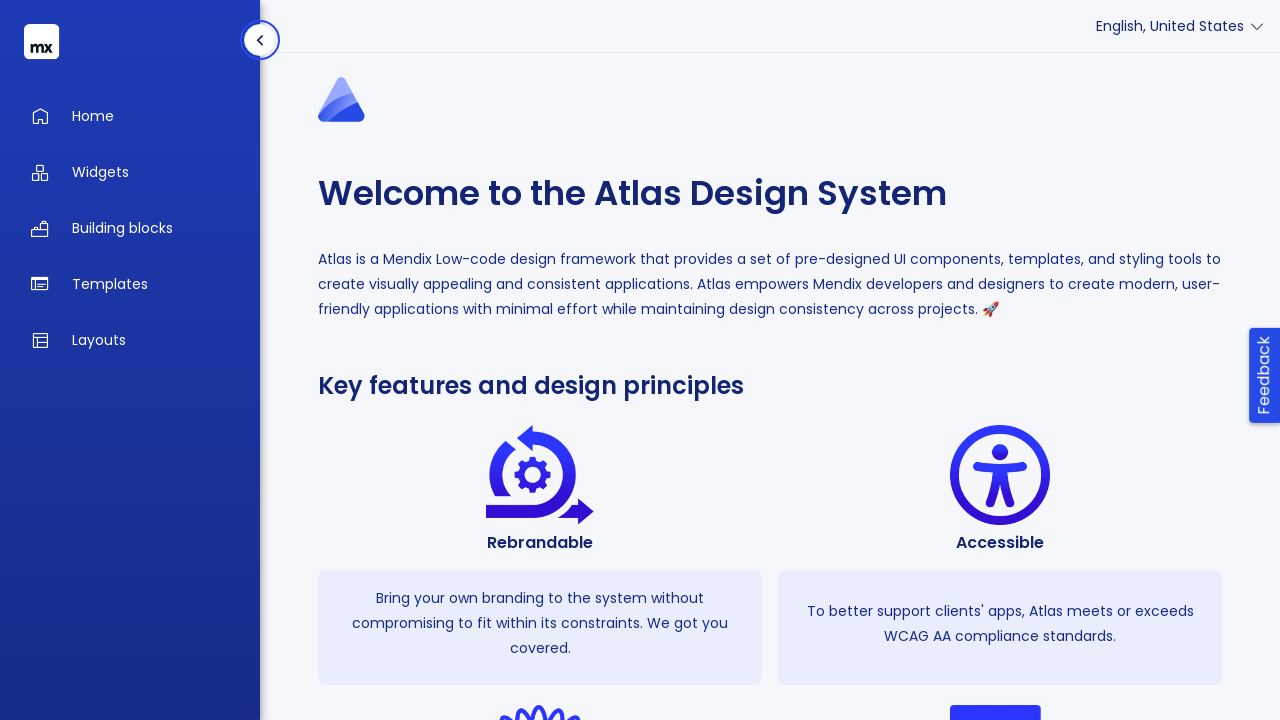 mx
English, United States
Home
Widgets
Building blocks
Templates
Layouts
Welcome to the Atlas Design System
Atlas is a Mendix Low-code design framework that provides a set of pre-designed UI components, templates, and styling tools to
create visually appealing and consistent applications. Atlas empowers Mendix developers and designers to create modern, user-
friendly applications with minimal effort while maintaining design consistency across projects. 🚀
Feedback
Key features and design principles
Rebrandable
Accessible
Bring your own branding to the system without
compromising to fit within its constraints. We got you
covered.
To better support clients' apps, Atlas meets or exceeds
WCAG AA compliance standards.